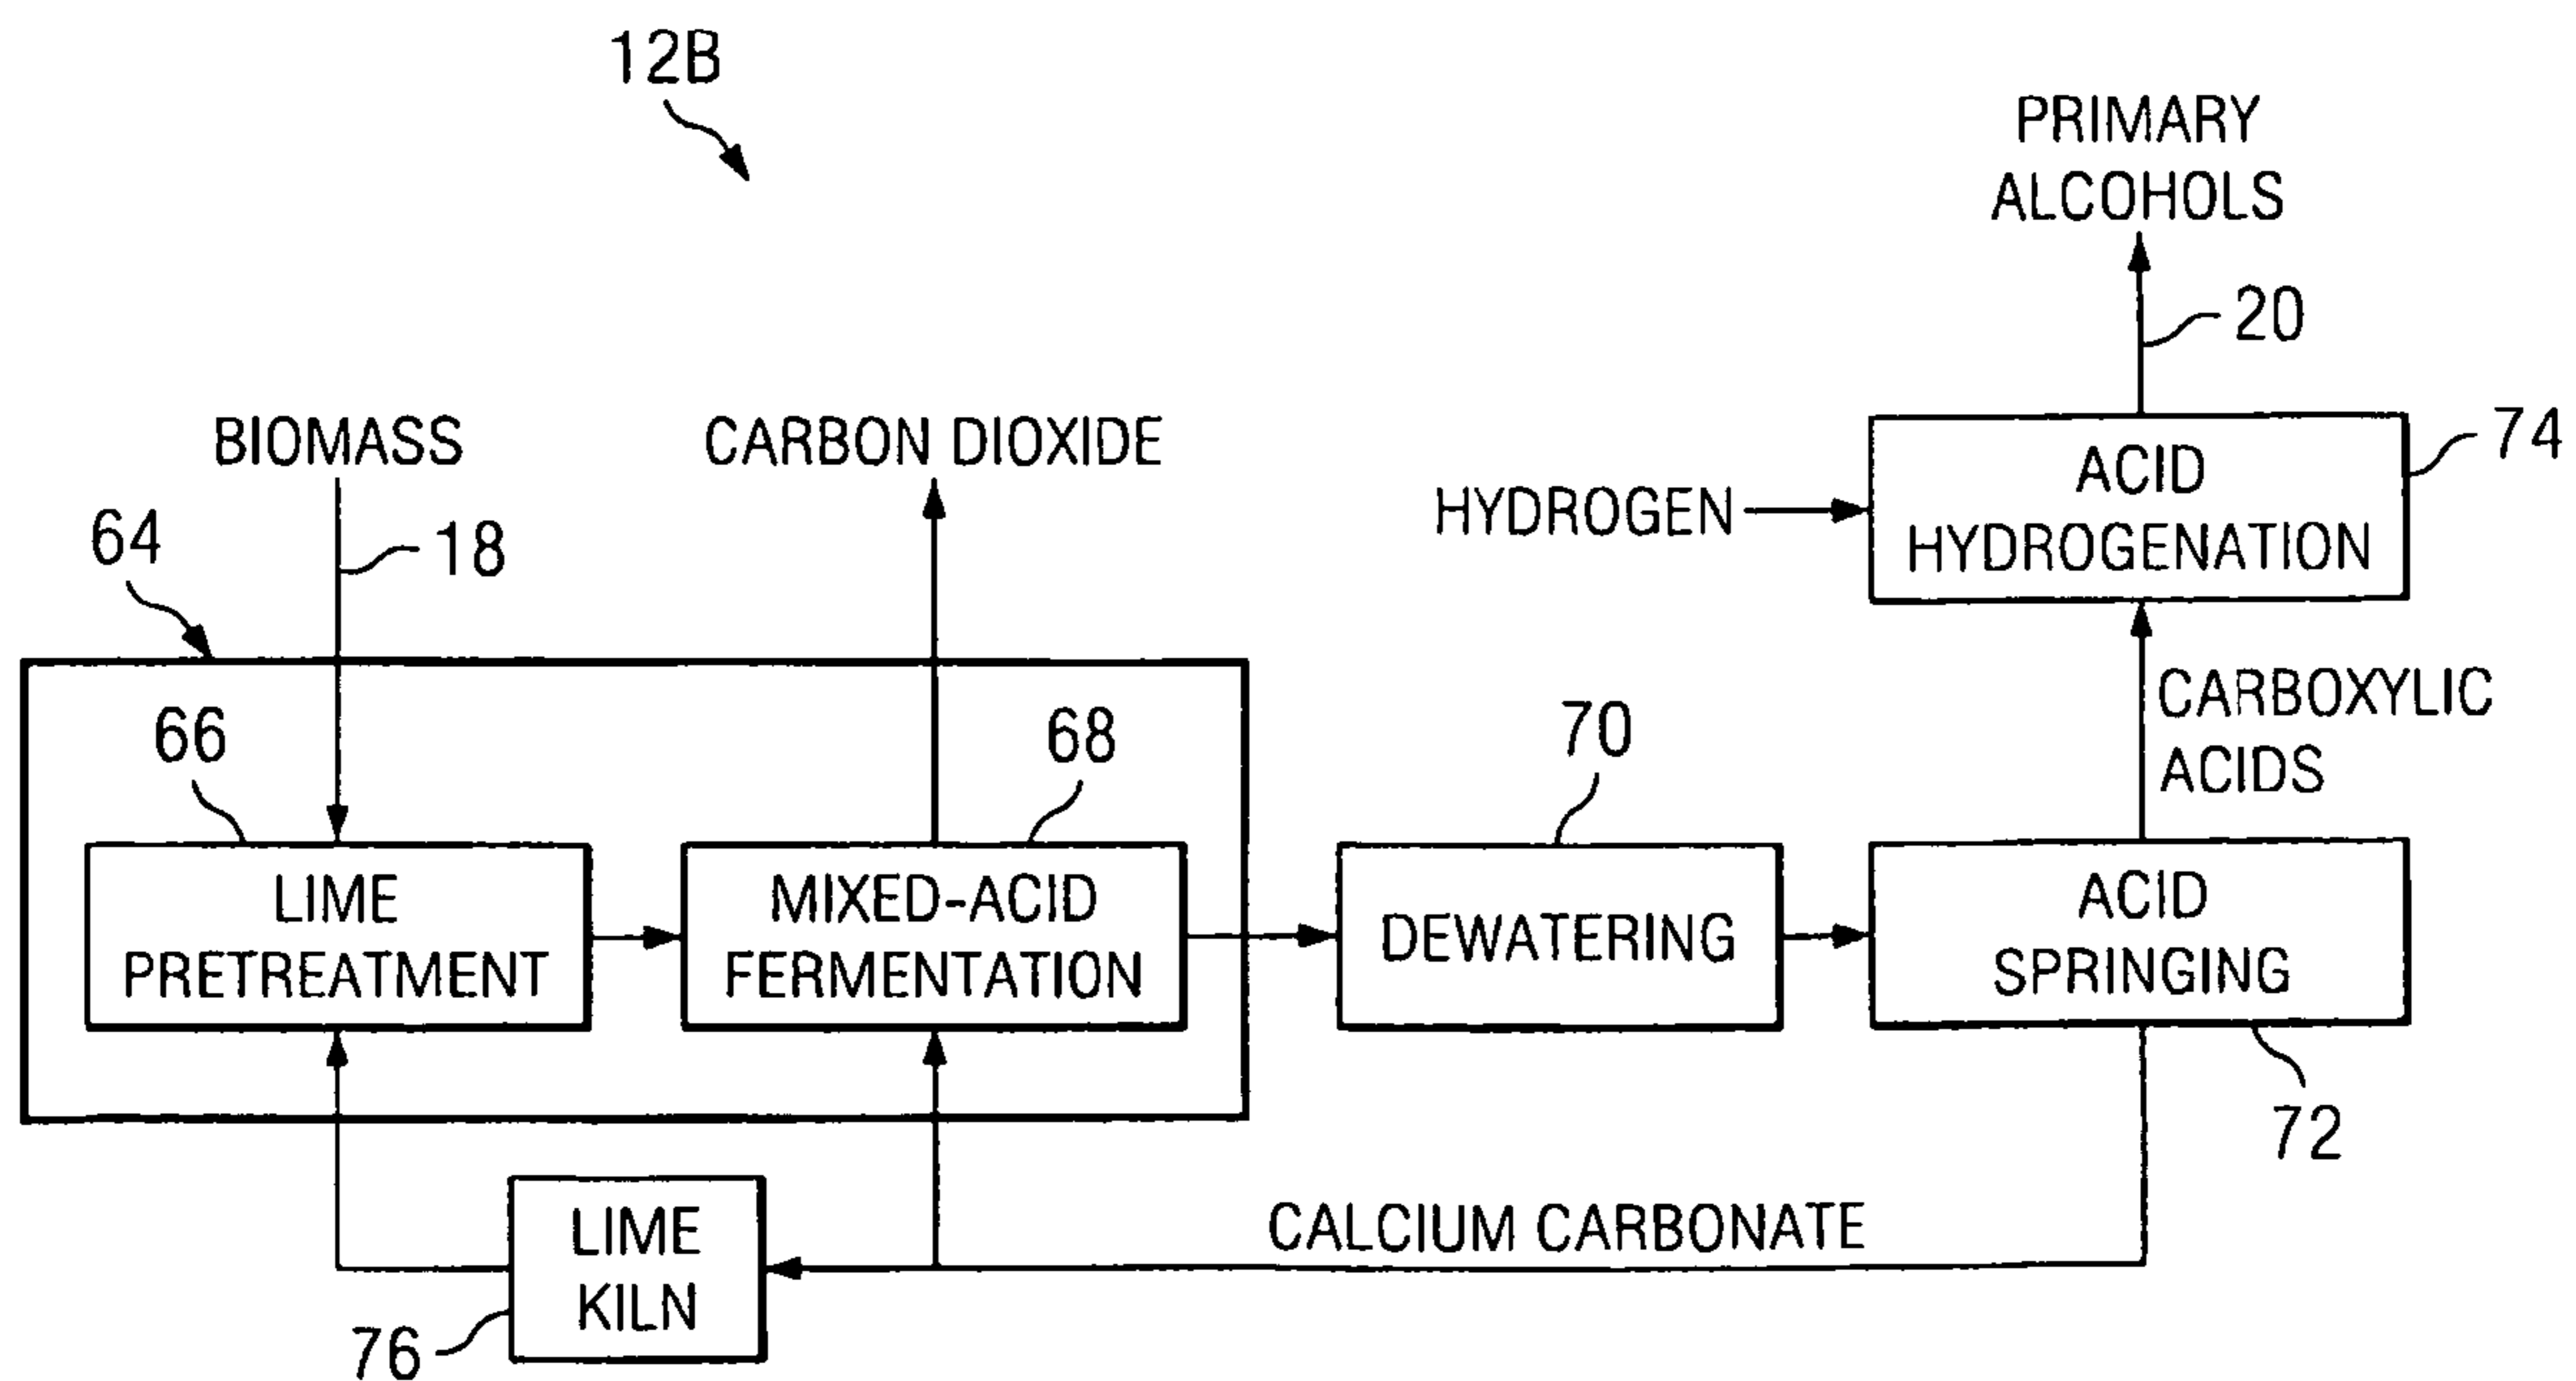 12B
PRIMARY
ALCOHOLS
20
BIOMASS
CARBON DIOXIDE
HYDROGEN
ACID
HYDROGENATION
74
64
18
CARBOXYLIC
ACIDS
66
68
70
LIME
PRETREATMENT
MIXED-ACID
FERMENTATION
DEWATERING
ACID
SPRINGING
72
LIME
KILN
CALCIUM CARBONATE
76